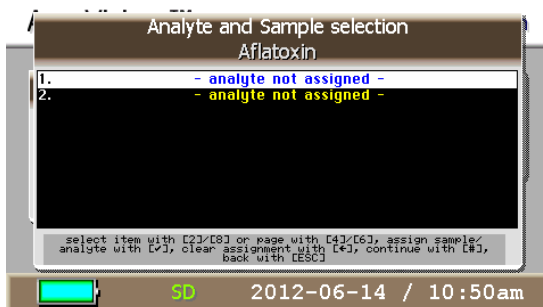 Analyte and Sample selection
Aflatoxin
1. - analyte not assigned -
2. - analyte not assigned -
select item with [2]/[8] or page with [4]/[6], assign sample/
analyte with [✔], clear assignment with [←], continue with [#],
back with [ESC]
SD 2012-06-14 / 10:50am